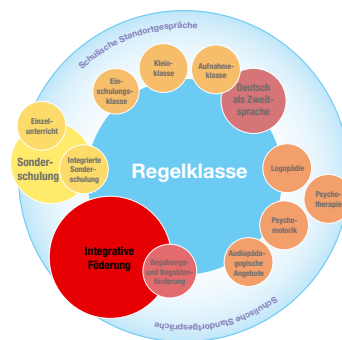 Schulische Standortgespräche
Klein-
klasse
Aufnahme-
klasse
Ein-
schulungs-
klasse
Deutsch
als Zweit-
sprache
Einzel-
unterricht
Sonder-
schulung
Integrierte
Sonder-
schulung
Regelklasse
Logopädie
Psycho-
therapie
Psycho-
motorik
Audiopäda-
gogische
Angebote
Integrative
Föderung
Begabungs-
und Begabten-
förderung
Schulische Standortgespräche